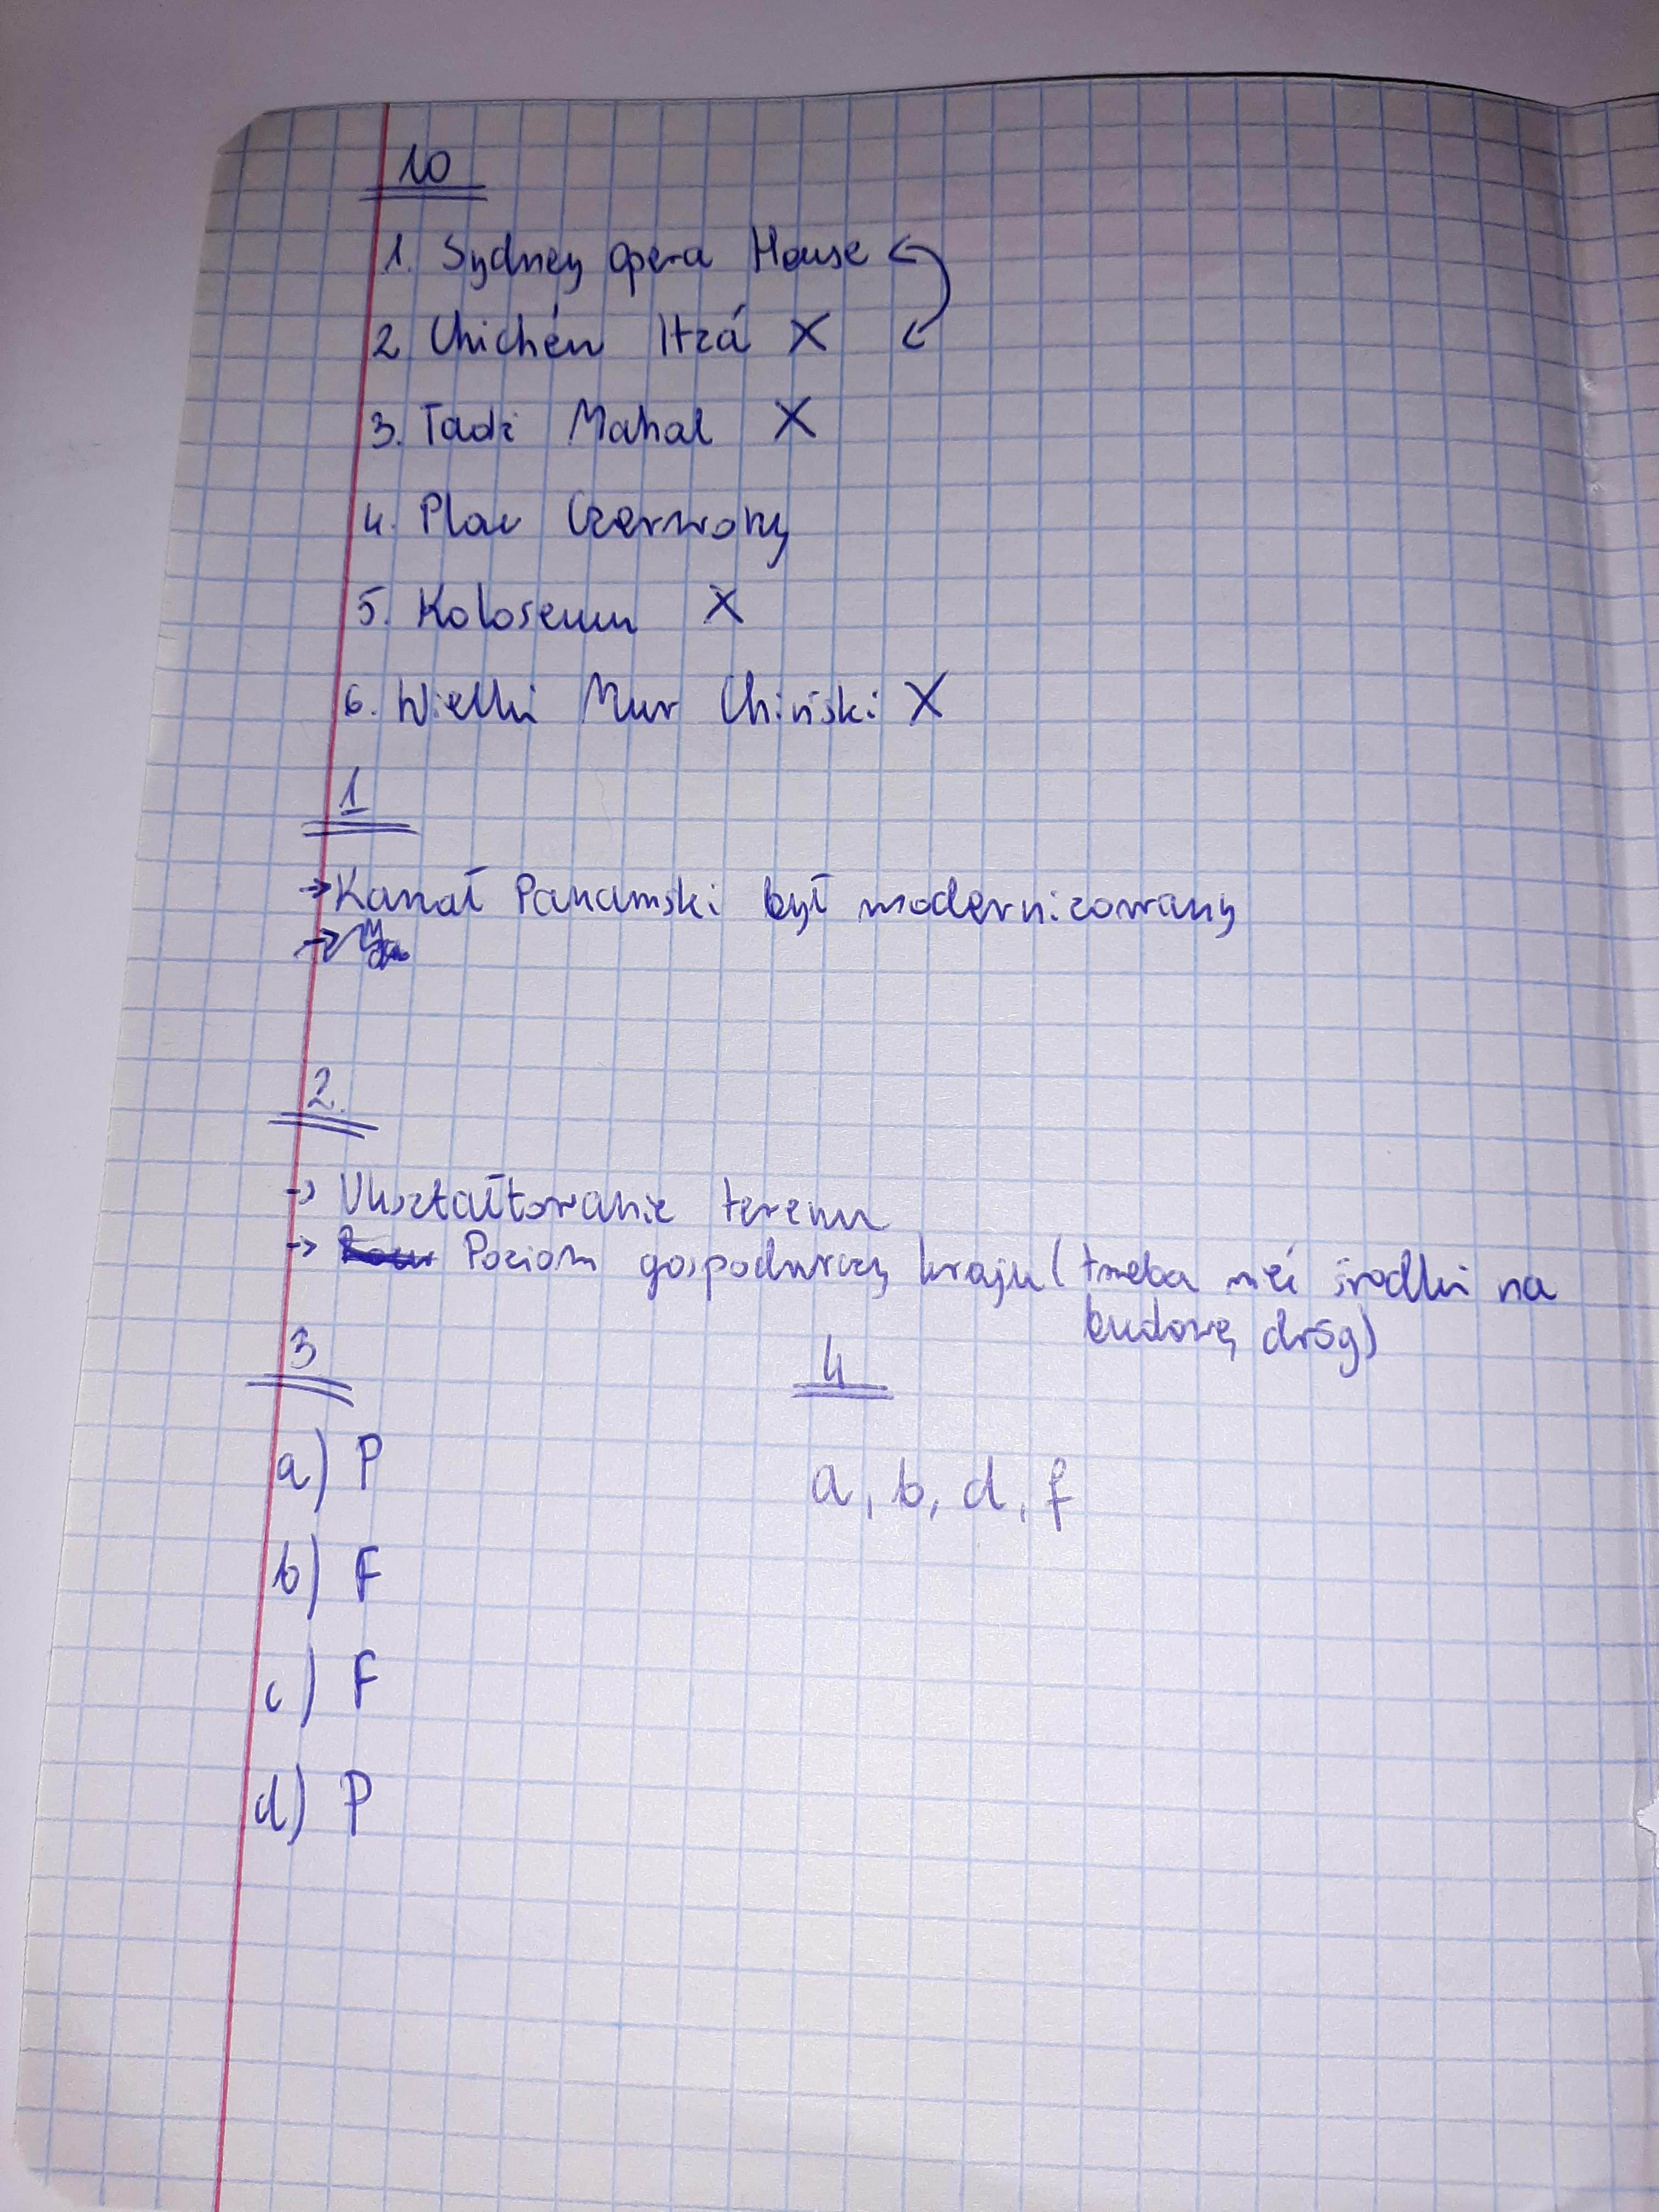 10
1. Sydney opera House
2 Chichén Itzá X
3. Tadż Mahal X
4. Plac Czerwony
5. Koloseum X
6. Wielki Mur Chiński X
1
→ Kanał Panamski był modernizowany
→
2.
→ Ukształtowanie terenu
→ Poziom gospodarczy kraju (trzeba mieć środki na
budowę dróg)
3
4
a) P
a, b, d, f
b) F
c) F
d) P